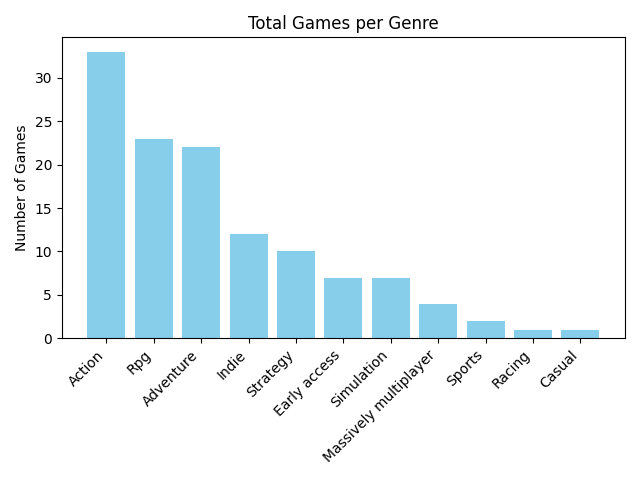 Total Games per Genre
Number of Games
30
25
20
15
10
5
0
Action
Rpg
Adventure
Indie
Strategy
Early access
Simulation
Massively multiplayer
Sports
Racing
Casual